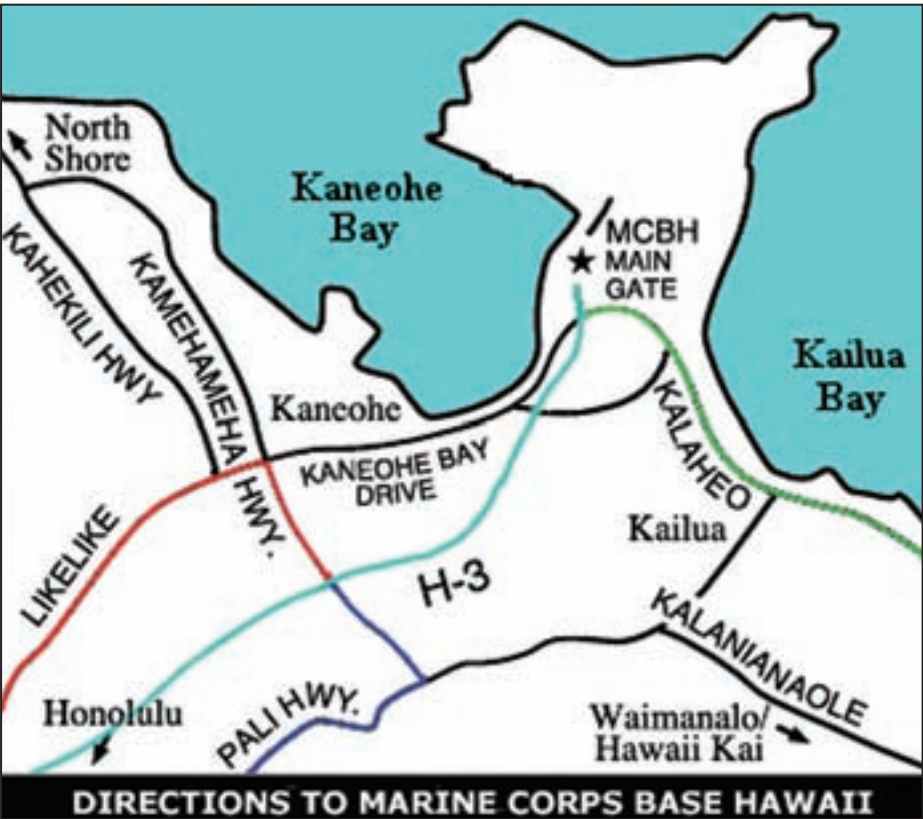 North
Shore
Kaneohe
Bay
MCBH
MAIN
GATE
KAHEKILI HWY
KAMEHAMEHA HWY.
Kailua
Bay
Kaneohe
KANEOHE BAY
DRIVE
KALAHEO
LIKELIKE
Kailua
H-3
KALANIANAOLE
Honolulu
PALI HWY.
Waimanalo/
Hawaii Kai
DIRECTIONS TO MARINE CORPS BASE HAWAII